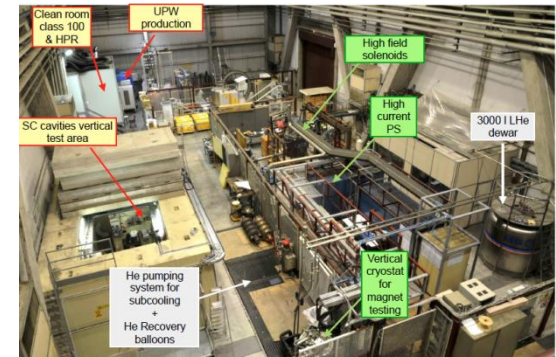 Clean room
class 100
& HPR
UPW
production
High field
solenoids
High
current
PS
3000 l LHe
dewar
SC cavities vertical
test area
He pumping
system for
subcooling
+
He Recovery
balloons
Vertical
cryostat
for
magnet
testing